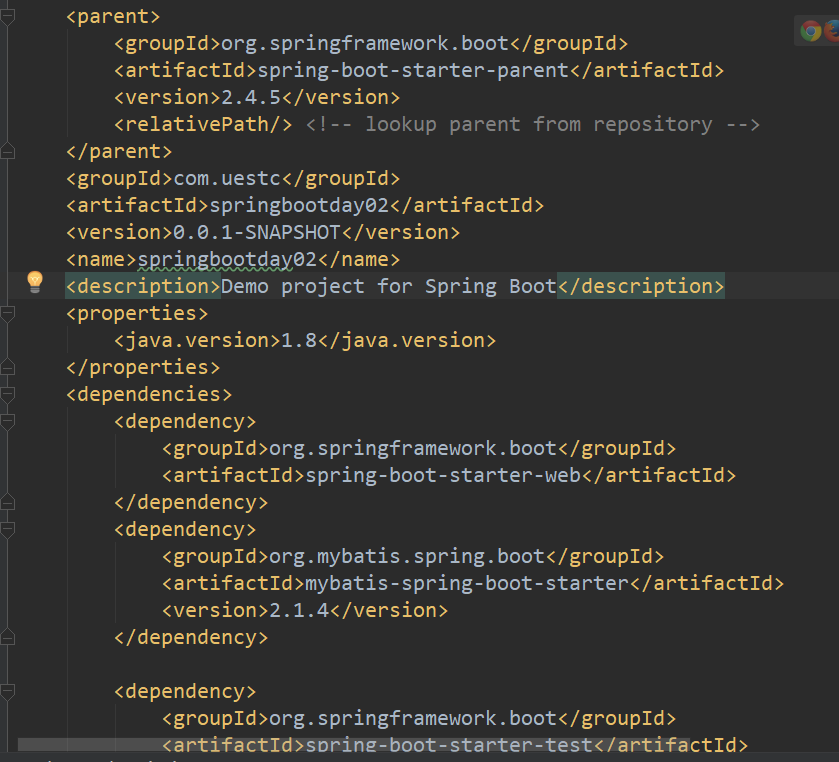 <parent>
<groupId>org.springframework.boot</groupId>
<artifactId>spring-boot-starter-parent</artifactId>
<version>2.4.5</version>
<relativePath/> <!-- lookup parent from repository -->
</parent>
<groupId>com.uestc</groupId>
<artifactId>springbootday02</artifactId>
<version>0.0.1-SNAPSHOT</version>
<name>springbootday02</name>
<description>Demo project for Spring Boot</description>
<properties>
<java.version>1.8</java.version>
</properties>
<dependencies>
<dependency>
<groupId>org.springframework.boot</groupId>
<artifactId>spring-boot-starter-web</artifactId>
</dependency>
<dependency>
<groupId>org.mybatis.spring.boot</groupId>
<artifactId>mybatis-spring-boot-starter</artifactId>
<version>2.1.4</version>
</dependency>
<dependency>
<groupId>org.springframework.boot</groupId>
<artifactId>spring-boot-starter-test</artifactId>